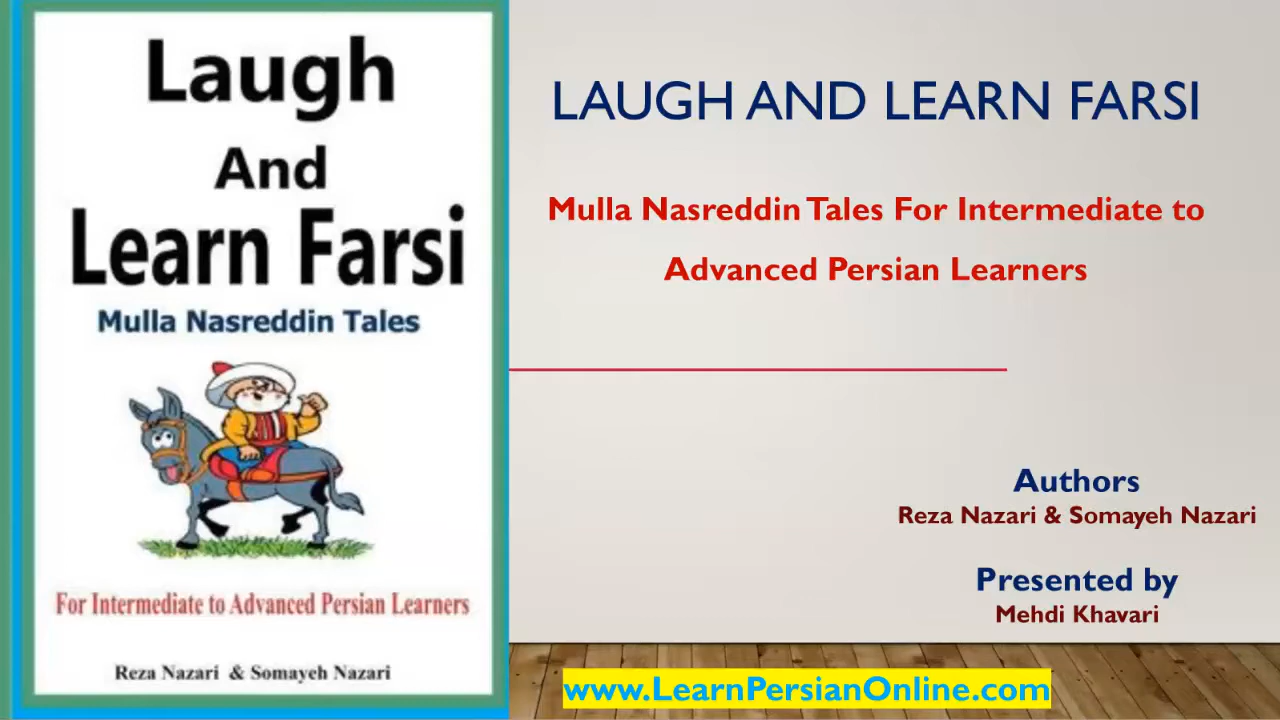 Laugh
And
Learn Farsi
Mulla Nasreddin Tales
For Intermediate to Advanced Persian Learners
Reza Nazari & Somayeh Nazari
LAUGH AND LEARN FARSI
Mulla Nasreddin Tales For Intermediate to
Advanced Persian Learners
Authors
Reza Nazari & Somayeh Nazari
Presented by
Mehdi Khavari
www.LearnPersianOnline.com